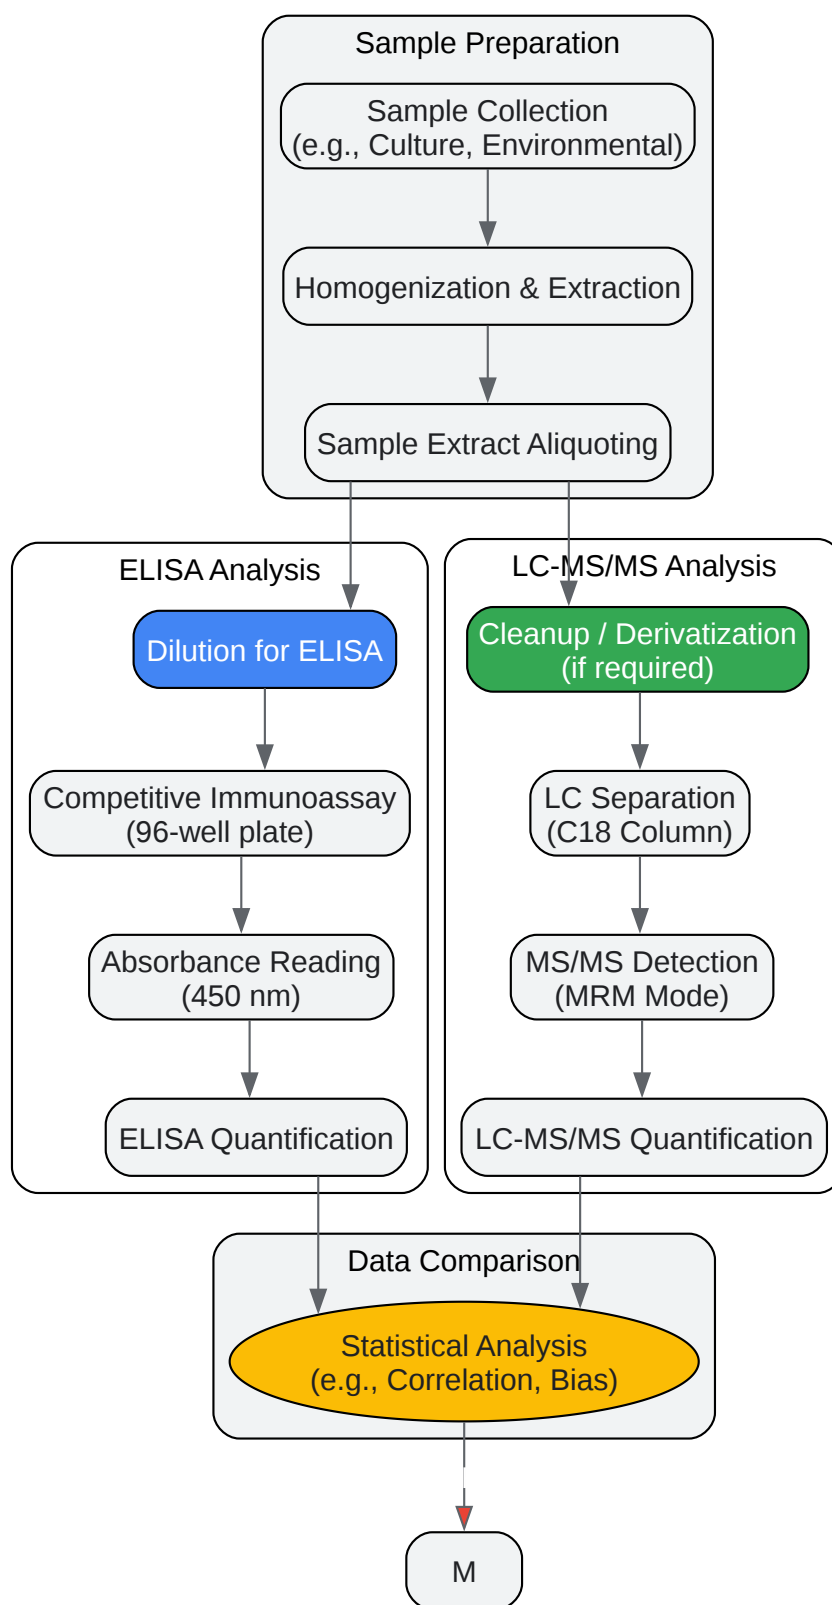 Sample Preparation
Sample Collection
(e.g., Culture, Environmental)
Homogenization & Extraction
Sample Extract Aliquoting
ELISA Analysis
Dilution for ELISA
Competitive Immunoassay
(96-well plate)
Absorbance Reading
(450 nm)
ELISA Quantification
LC-MS/MS Analysis
Cleanup / Derivatization
(if required)
LC Separation
(C18 Column)
MS/MS Detection
(MRM Mode)
LC-MS/MS Quantification
Data Comparison
Statistical Analysis
(e.g., Correlation, Bias)
M